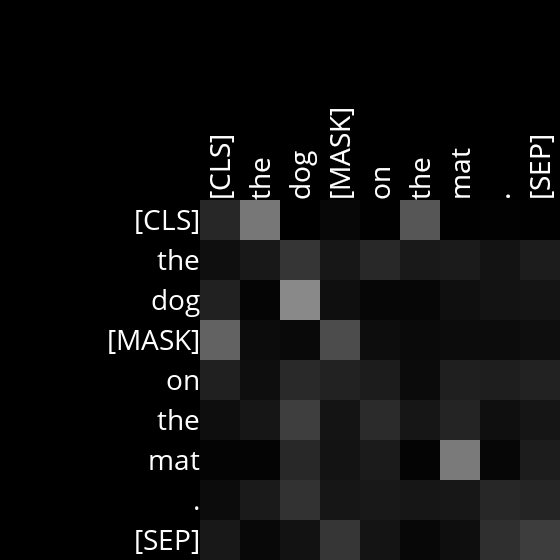 [CLS] the dog [MASK] on the mat . [SEP]
[CLS]
the
dog
[MASK]
on
the
mat
.
[SEP]